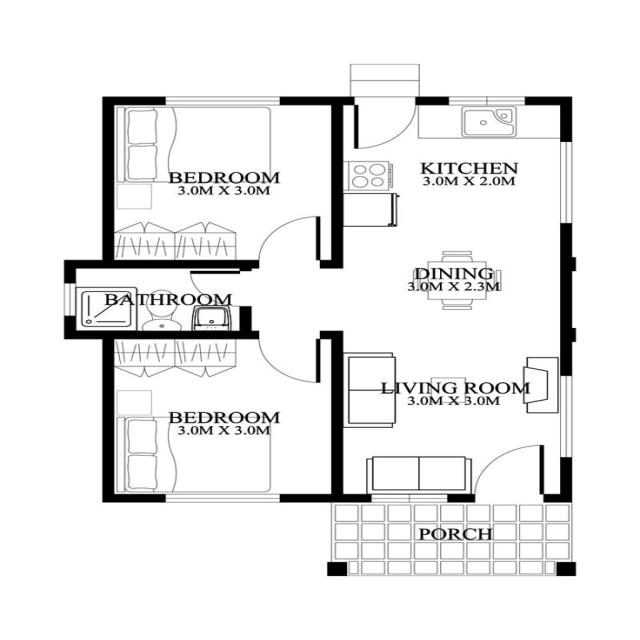 BEDROOM
3.0M X 3.0M
KITCHEN
3.0M X 2.0M
DINING
3.0M X 2.3M
BATHROOM
LIVING ROOM
3.0M X 3.0M
BEDROOM
3.0M X 3.0M
PORCH